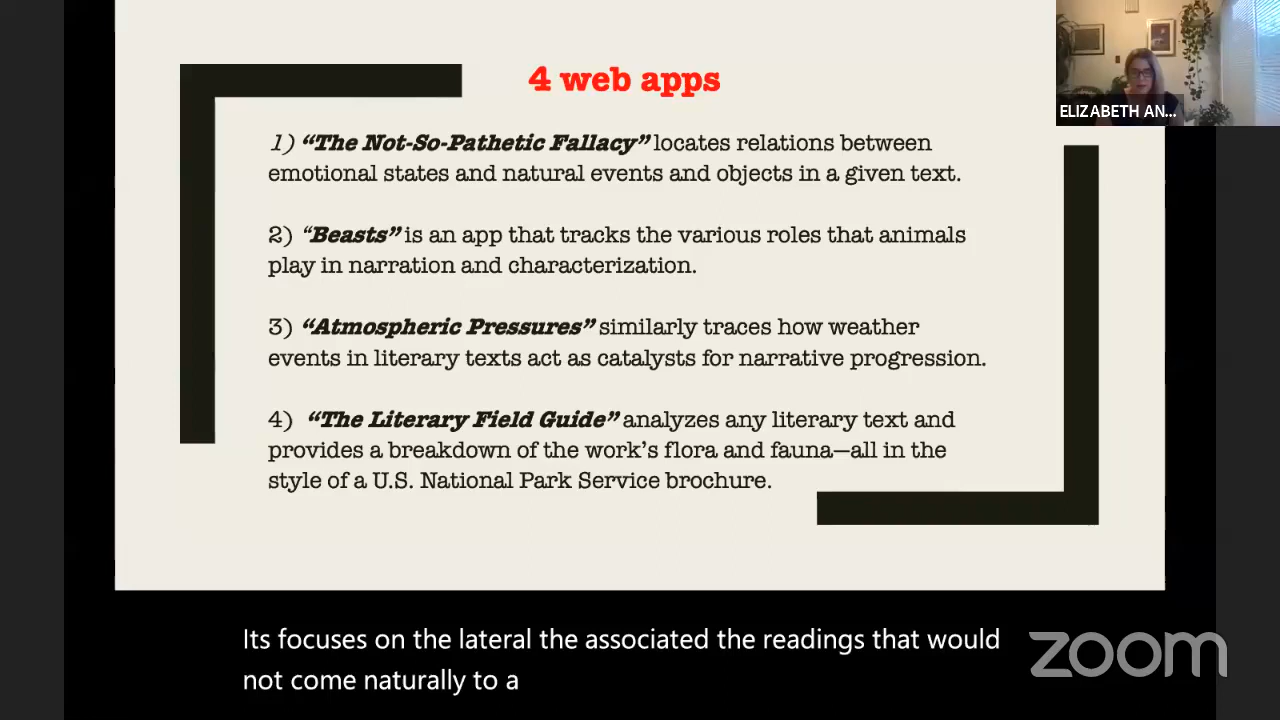 4 web apps
1) “The Not-So-Pathetic Fallacy” locates relations between
emotional states and natural events and objects in a given text.
2) “Beasts” is an app that tracks the various roles that animals
play in narration and characterization.
3) “Atmospheric Pressures” similarly traces how weather
events in literary texts act as catalysts for narrative progression.
4) “The Literary Field Guide” analyzes any literary text and
provides a breakdown of the work’s flora and fauna—all in the
style of a U.S. National Park Service brochure.
ELIZABETH AN...
Its focuses on the lateral the associated the readings that would
not come naturally to a
zoom